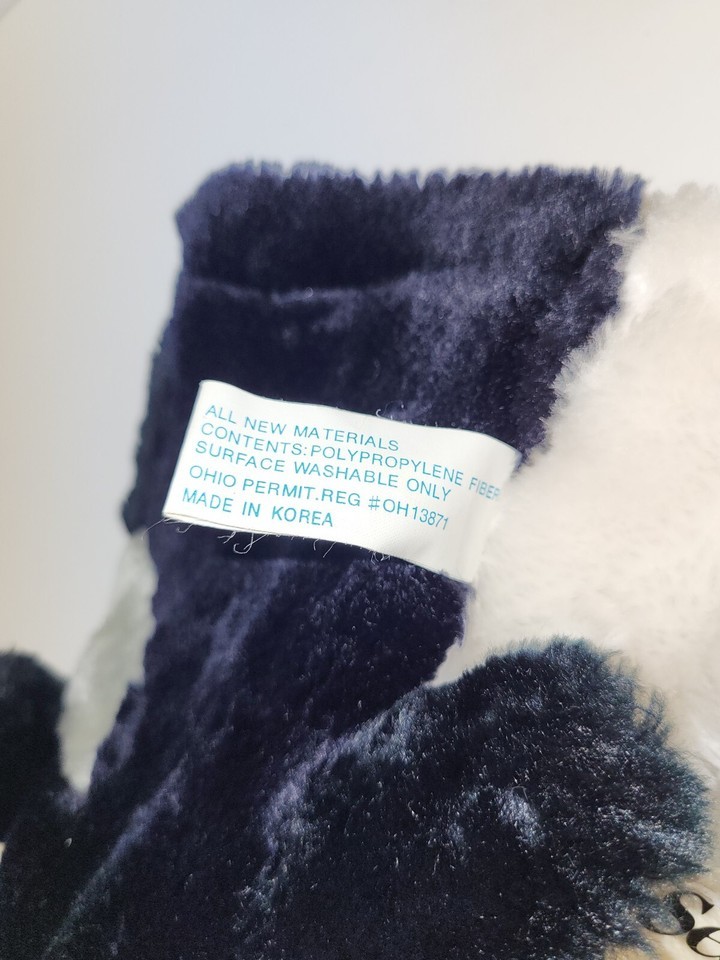 ALL NEW MATERIALS
CONTENTS:POLYPROPYLENE FIBER
SURFACE WASHABLE ONLY
OHIO PERMIT.REG #OH13871
MADE IN KOREA